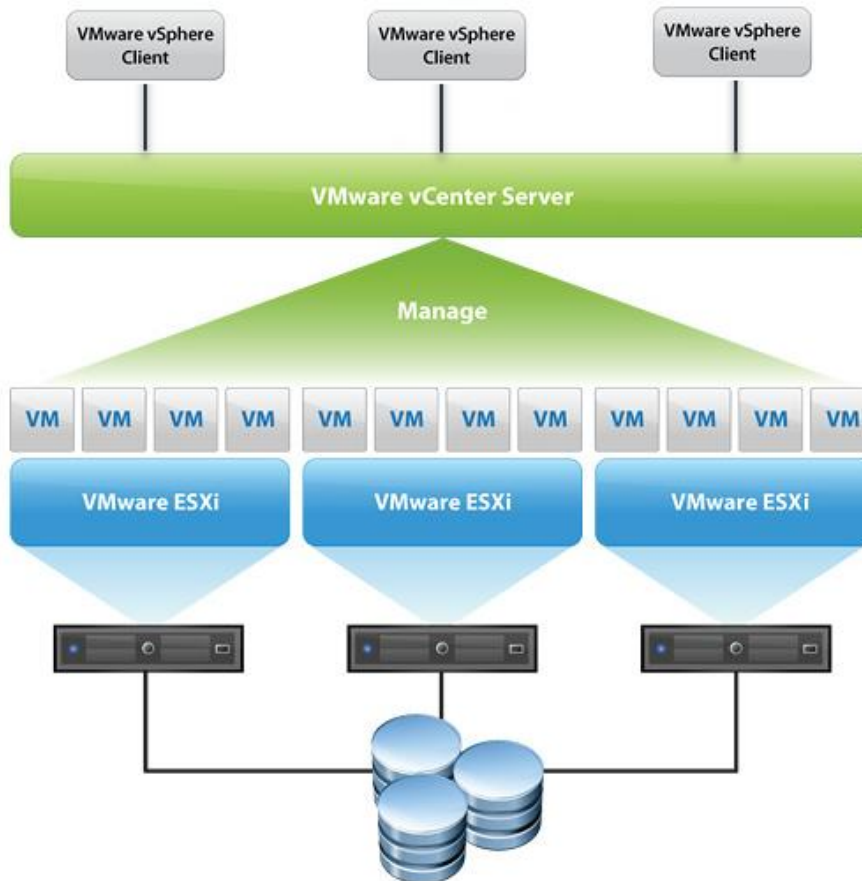 VMware vSphere
Client
VMware vSphere
Client
VMware vSphere
Client
VMware vCenter Server
Manage
VM VM VM VM VM VM VM VM VM VM VM VM
VMware ESXi VMware ESXi VMware ESXi